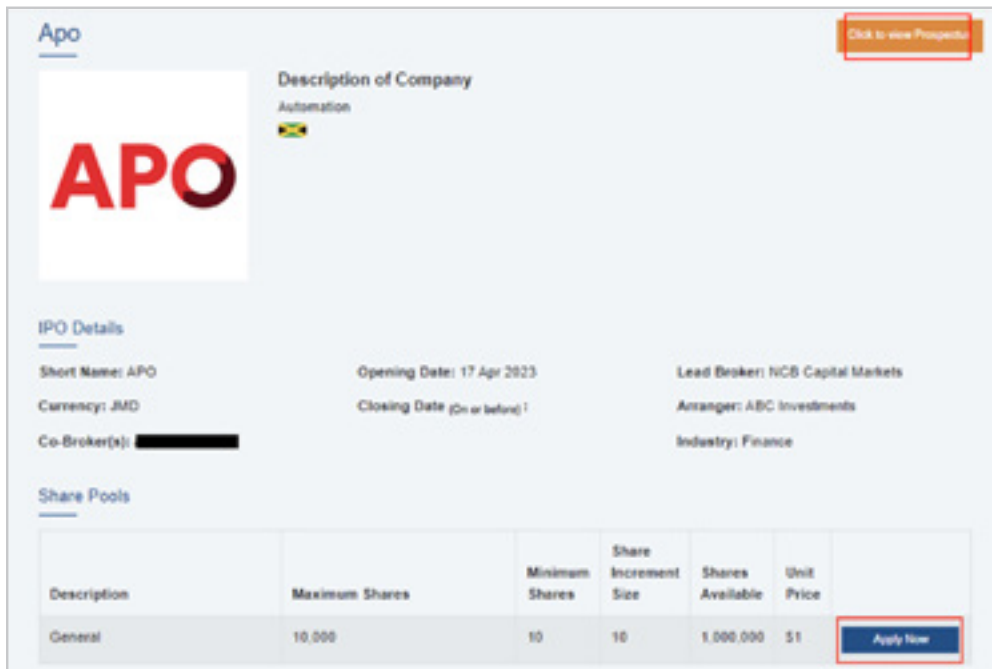 Apo
Click to view Prospectus
Description of Company
Automation
APO
IPO Details
Short Name: APO
Opening Date: 17 Apr 2023
Lead Broker: NCB Capital Markets
Currency: JMD
Closing Date (On or before) :
Arranger: ABC Investments
Co-Broker(s):
Industry: Finance
Share Pools
Description
Maximum Shares
Minimum Shares
Share Increment Size
Shares Available
Unit Price
General
10,000
10
10
1,000,000
$1
Apply Now